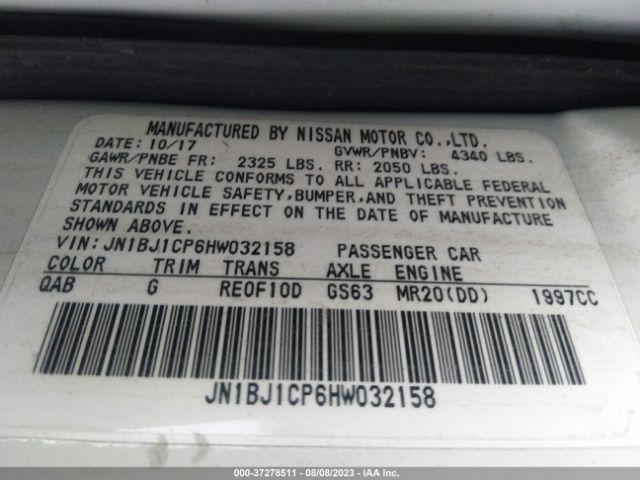 MANUFACTURED BY NISSAN MOTOR CO.,LTD.
DATE: 10/17 GVWR/PNBV: 4340 LBS.
GAWR/PNBE FR: 2325 LBS. RR: 2050 LBS.
THIS VEHICLE CONFORMS TO ALL APPLICABLE FEDERAL
MOTOR VEHICLE SAFETY,BUMPER,AND THEFT PREVENTION
STANDARDS IN EFFECT ON THE DATE OF MANUFACTURE
SHOWN ABOVE.
VIN:JN1BJ1CP6HW032158 PASSENGER CAR
COLOR TRIM TRANS AXLE ENGINE
QAB G RE0F10D GS63 MR20(DD) 1997CC
JN1BJ1CP6HW032158
000-37278511 - 08/08/2023 - IAA Inc.